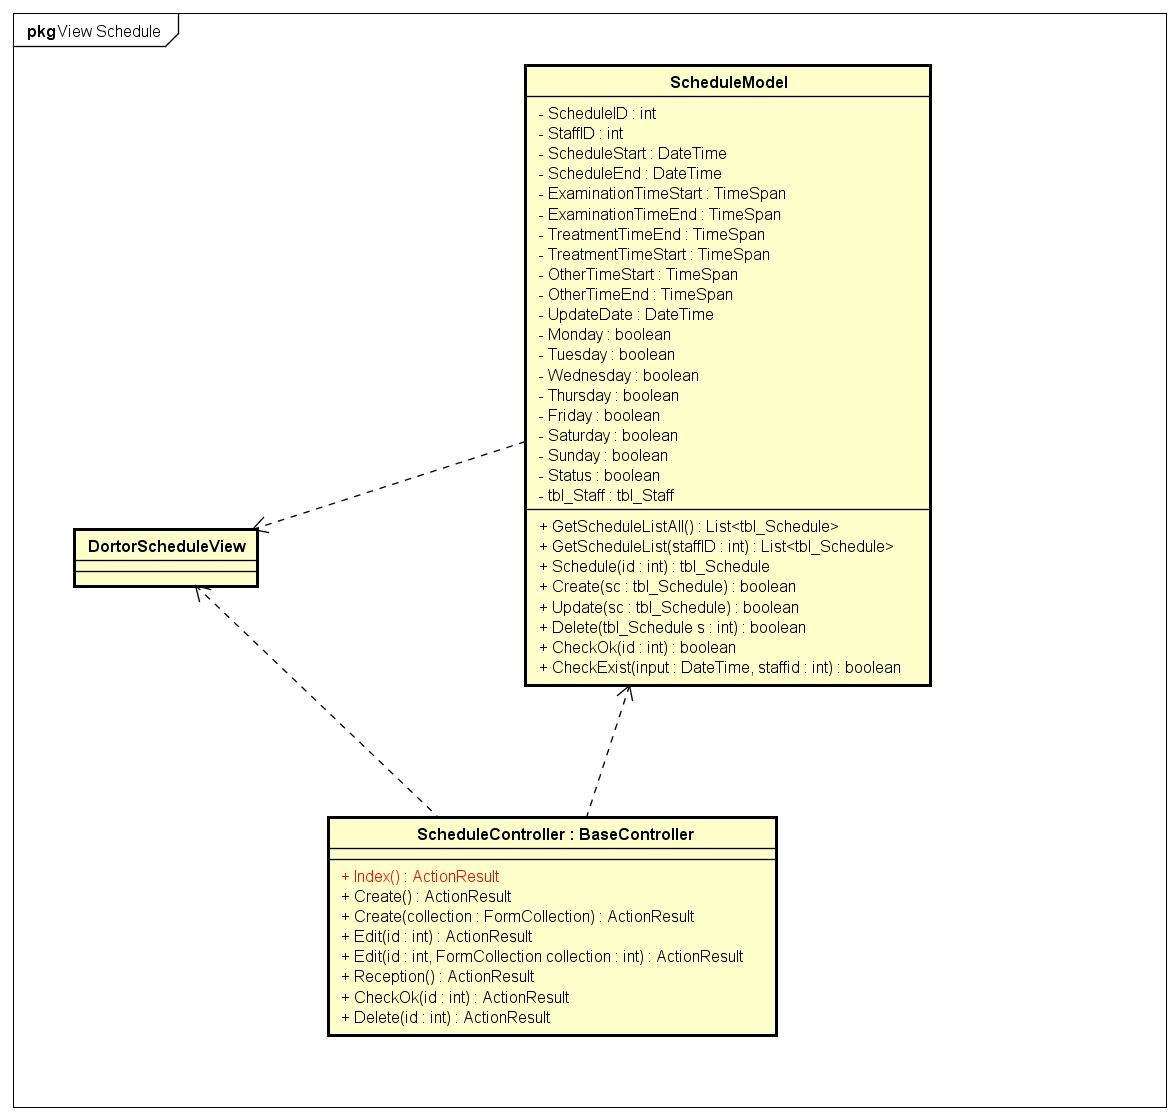 pkg View Schedule
ScheduleModel
- ScheduleID : int
- StaffID : int
- ScheduleStart : DateTime
- ScheduleEnd : DateTime
- ExaminationTimeStart : TimeSpan
- ExaminationTimeEnd : TimeSpan
- TreatmentTimeEnd : TimeSpan
- TreatmentTimeStart : TimeSpan
- OtherTimeStart : TimeSpan
- OtherTimeEnd : TimeSpan
- UpdateDate : DateTime
- Monday : boolean
- Tuesday : boolean
- Wednesday : boolean
- Thursday : boolean
- Friday : boolean
- Saturday : boolean
- Sunday : boolean
- Status : boolean
- tbl_Staff : tbl_Staff
+ GetScheduleListAll() : List<tbl_Schedule>
+ GetScheduleList(staffID : int) : List<tbl_Schedule>
+ Schedule(id : int) : tbl_Schedule
+ Create(sc : tbl_Schedule) : boolean
+ Update(sc : tbl_Schedule) : boolean
+ Delete(tbl_Schedule s : int) : boolean
+ CheckOk(id : int) : boolean
+ CheckExist(input : DateTime, staffid : int) : boolean
DortorScheduleView
ScheduleController : BaseController
+ Index() : ActionResult
+ Create() : ActionResult
+ Create(collection : FormCollection) : ActionResult
+ Edit(id : int) : ActionResult
+ Edit(id : int, FormCollection collection : int) : ActionResult
+ Reception() : ActionResult
+ CheckOk(id : int) : ActionResult
+ Delete(id : int) : ActionResult